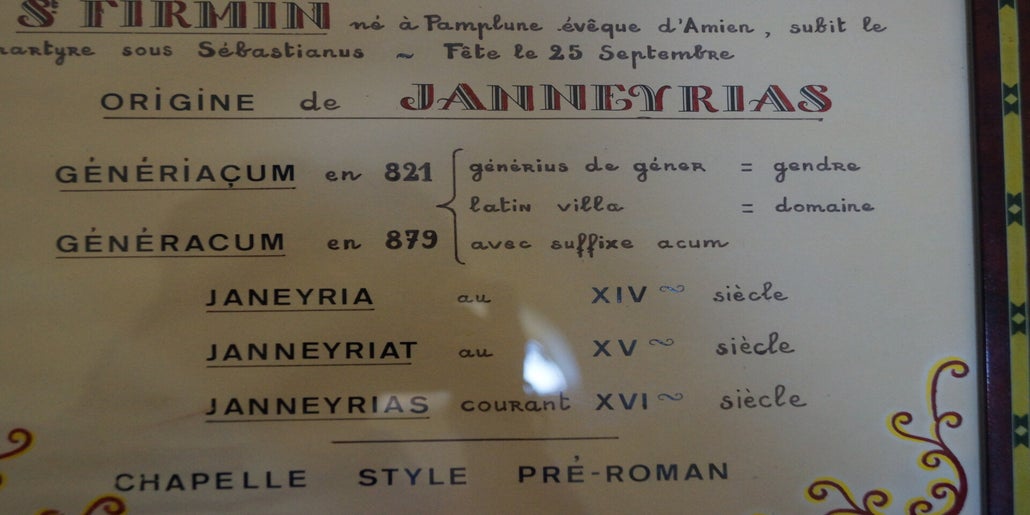 ST FIRMIN né à Pamplune évêque d'Amien, subit le
martyre sous Sébastianus ~ Fête le 25 Septembre
ORIGINE de JANNEYRIAS
GÉNÉRIAÇUM en 821 générius de géner = gendre
latin villa = domaine
GÉNÉRACUM en 879 avec suffixe acum
JANEYRIA au XIV ~ siècle
JANNEYRIAT au XV ~ siècle
JANNEYRIAS courant XVI ~ siècle
CHAPELLE STYLE PRÉ-ROMAN